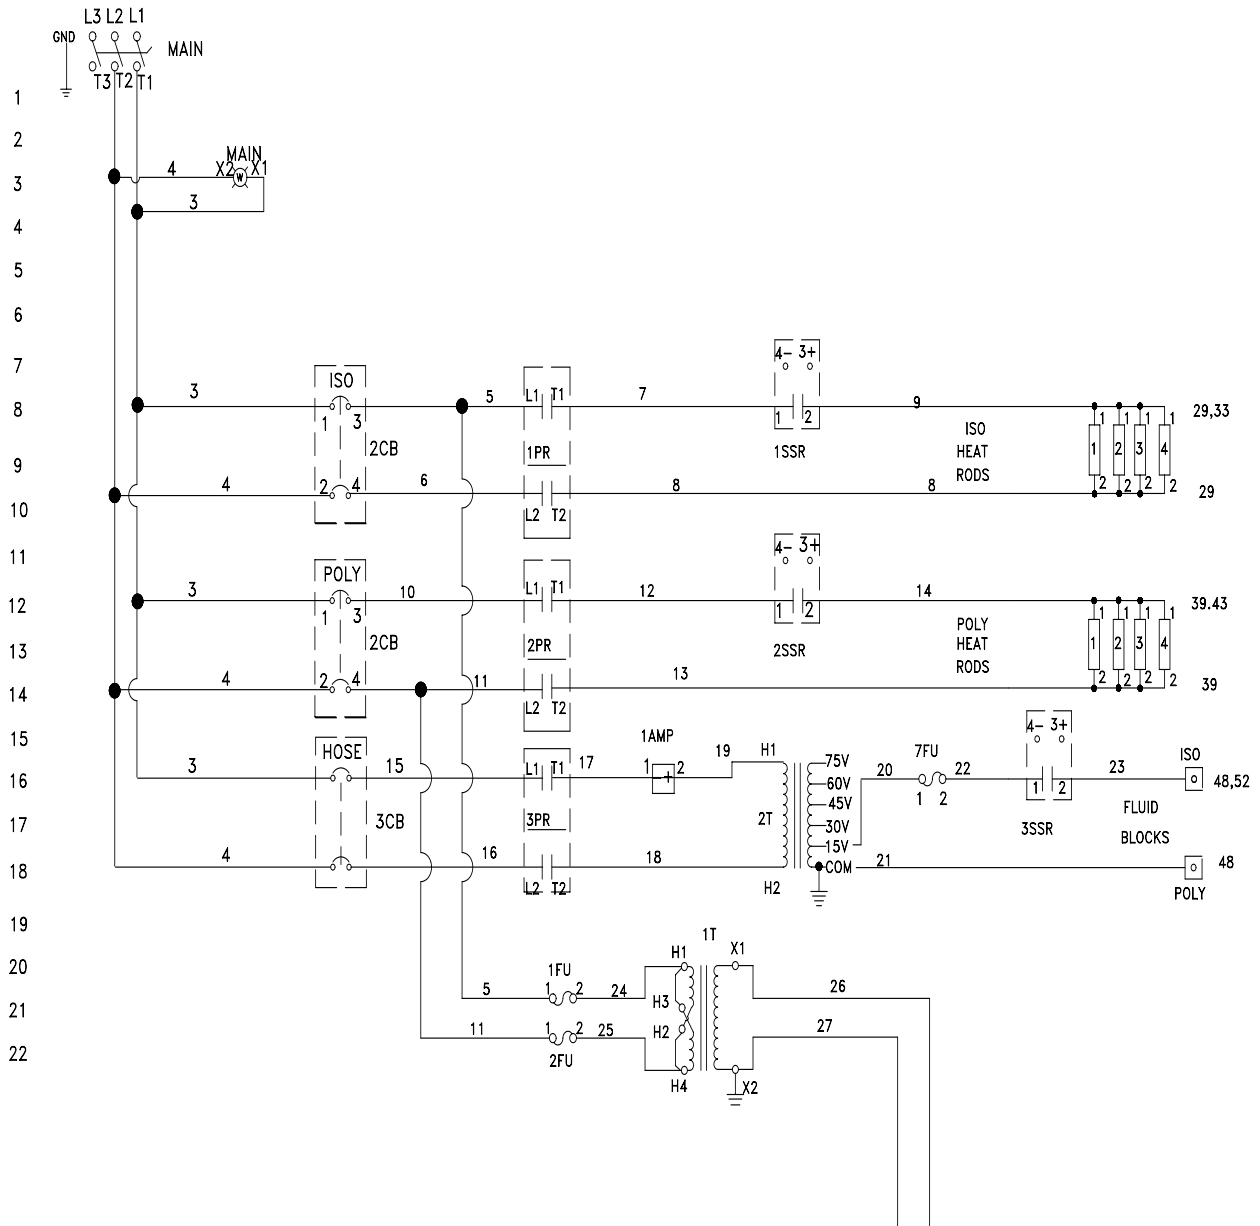 L3 L2 L1
GND
MAIN
T3 T2 T1
1
2
MAIN
X2 W X1
4
3
3
4
5
6
7
4- 3+
ISO
3
5
L1 T1
7
9
1
8
1 3
1 2
29,33
2CB
1PR
1SSR
ISO
HEAT
RODS
1 2 3 4
1 1 1 1
2 2 2 2
9
4
2 4
6
8
8
29
10
L2 T2
11
4- 3+
POLY
3
10
L1 T1
12
14
12
1 3
1 2
39.43
2CB
2PR
2SSR
POLY
HEAT
RODS
1 2 3 4
1 1 1 1
2 2 2 2
13
4
2 4
11
13
39
14
L2 T2
15
4- 3+
HOSE
1AMP
19
H1
75V
7FU
ISO
3
15
L1 T1
17
1 + 2
60V
20
22
23
16
1 2
1 2
48,52
45V
3CB
3PR
2T
30V
3SSR
FLUID
BLOCKS
17
15V
4
16
18
COM
21
48
18
L2 T2
H2
POLY
19
1T
H1
X1
20
1FU
5
1 2
24
H3
26
21
11
1 2
25
H2
27
22
2FU
H4
X2